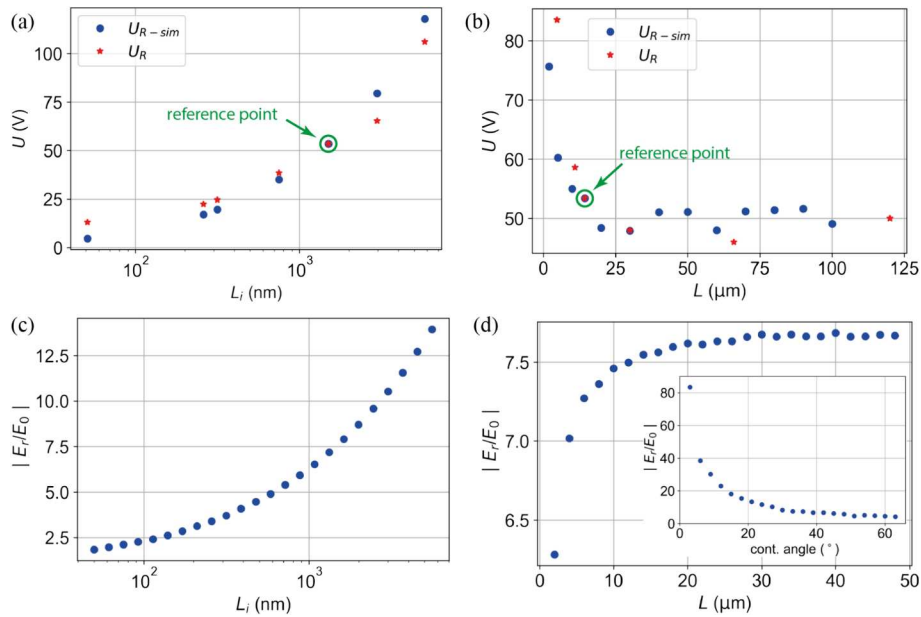 (a)
U_{R-sim}
U_R
reference point
100
75
50
25
0
U (V)
10^2
10^3
L_i (nm)
(b)
U_{R-sim}
U_R
reference point
80
70
60
50
U (V)
0
25
50
75
100
125
L (μm)
(c)
12.5
10.0
7.5
5.0
2.5
| E_r/E_0 |
10^2
10^3
L_i (nm)
(d)
7.5
7.0
6.5
| E_r/E_0 |
0
10
20
30
40
50
L (μm)
80
60
40
20
0
| E_r/E_0 |
0
20
40
60
cont. angle (°)